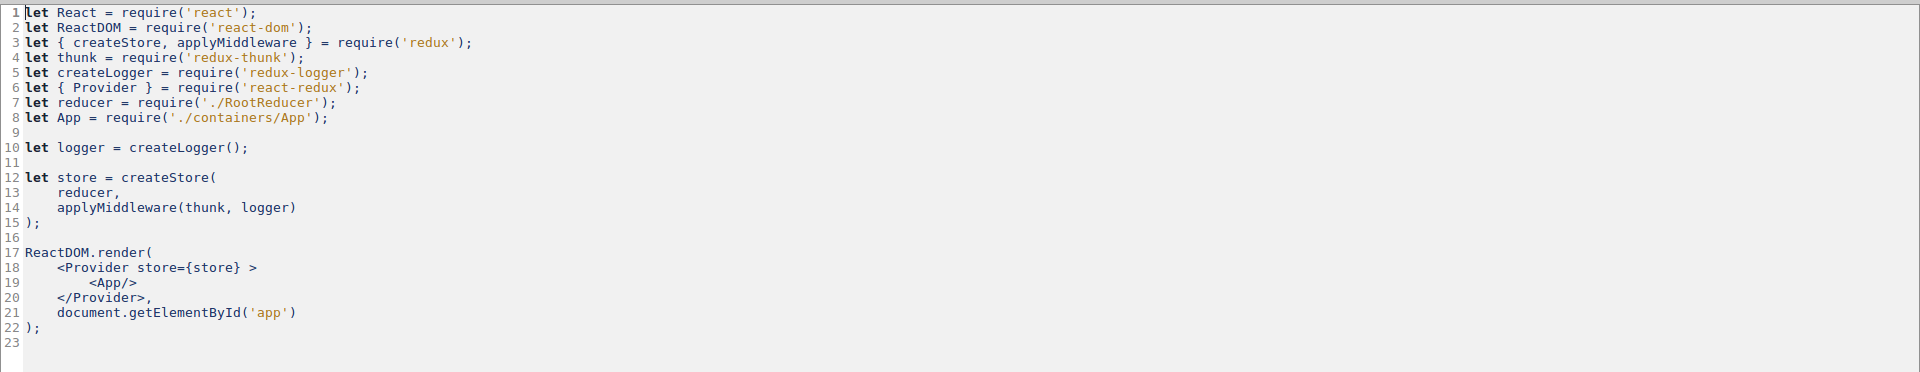 1 let React = require('react');
2 let ReactDOM = require('react-dom');
3 let { createStore, applyMiddleware } = require('redux');
4 let thunk = require('redux-thunk');
5 let createLogger = require('redux-logger');
6 let { Provider } = require('react-redux');
7 let reducer = require('./RootReducer');
8 let App = require('./containers/App');
9
10 let logger = createLogger();
11
12 let store = createStore(
13     reducer,
14     applyMiddleware(thunk, logger)
15 );
16
17 ReactDOM.render(
18     <Provider store={store} >
19         <App/>
20     </Provider>,
21     document.getElementById('app')
22 );
23